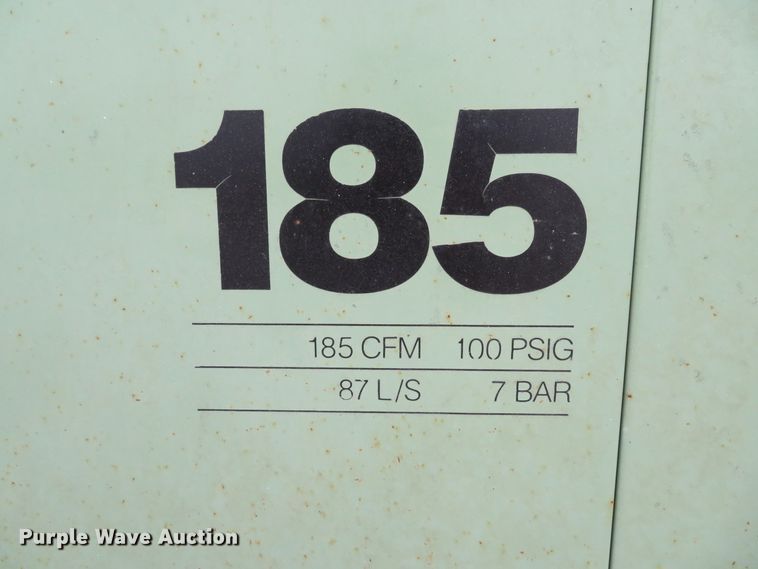 185
185 CFM 100 PSIG
87 L/S 7 BAR
Purple Wave Auction